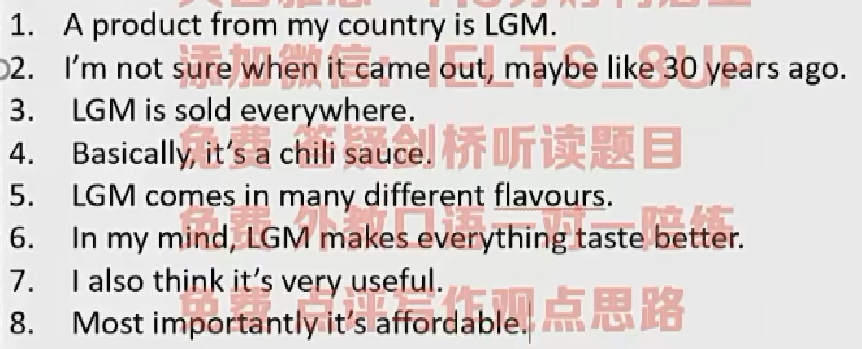 1. A product from my country is LGM.
添加微信: IELTS_8UP
2. I'm not sure when it came out, maybe like 30 years ago.
3. LGM is sold everywhere.
免费 答疑剑桥听读题目
4. Basically, it's a chili sauce.
5. LGM comes in many different flavours.
免费 外教口语一对一陪练
6. In my mind, LGM makes everything taste better.
7. I also think it's very useful.
免费 点评写作观点思路
8. Most importantly it's affordable.